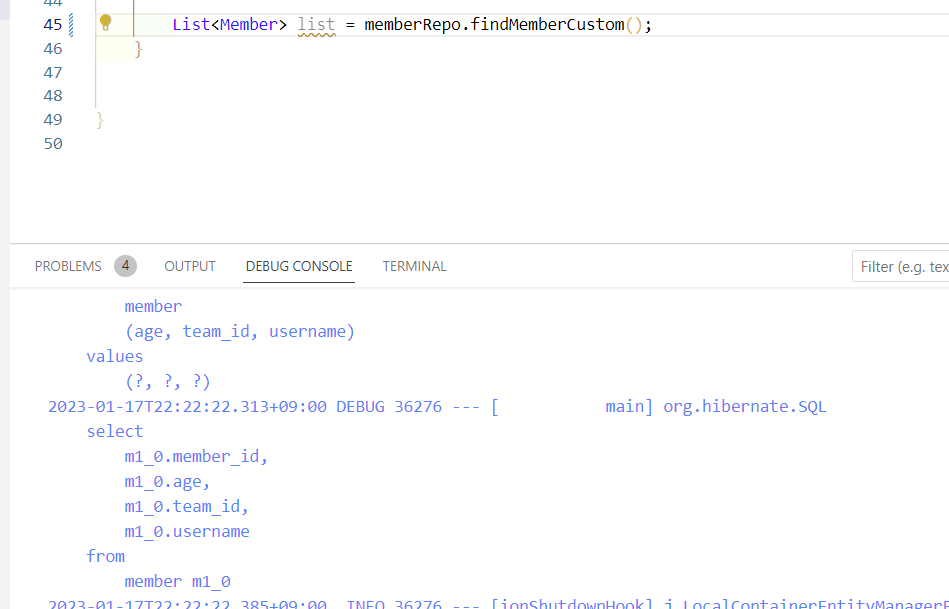 44
45 List<Member> list = memberRepo.findMemberCustom();
46 }
47
48
49 }
50
PROBLEMS 4 OUTPUT DEBUG CONSOLE TERMINAL Filter (e.g. tex
member
(age, team_id, username)
values
(?, ?, ?)
2023-01-17T22:22:22.313+09:00 DEBUG 36276 --- [ main] org.hibernate.SQL
select
m1_0.member_id,
m1_0.age,
m1_0.team_id,
m1_0.username
from
member m1_0
2023-01-17T22:22:22.385+09:00 INFO 36276 --- [ionShutdownHook] j.LocalContainerEntityManager